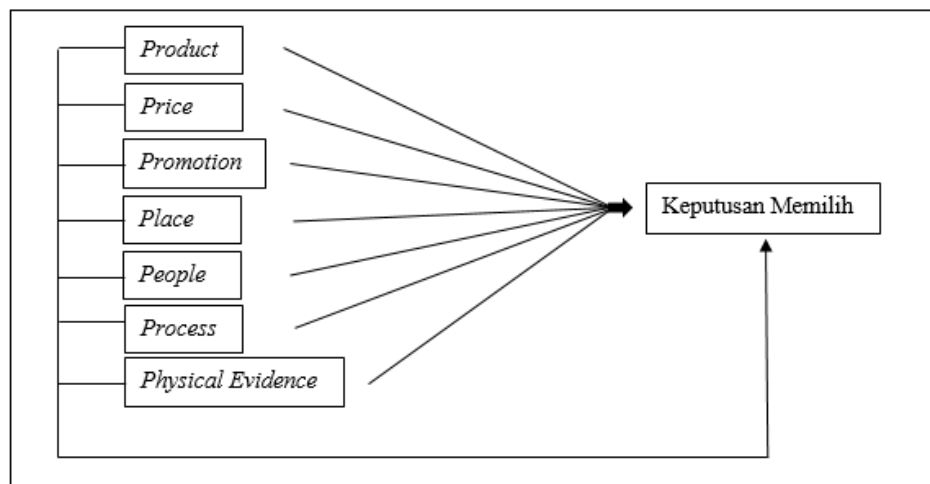 Product
Price
Promotion
Place
People
Process
Physical Evidence
Keputusan Memilih